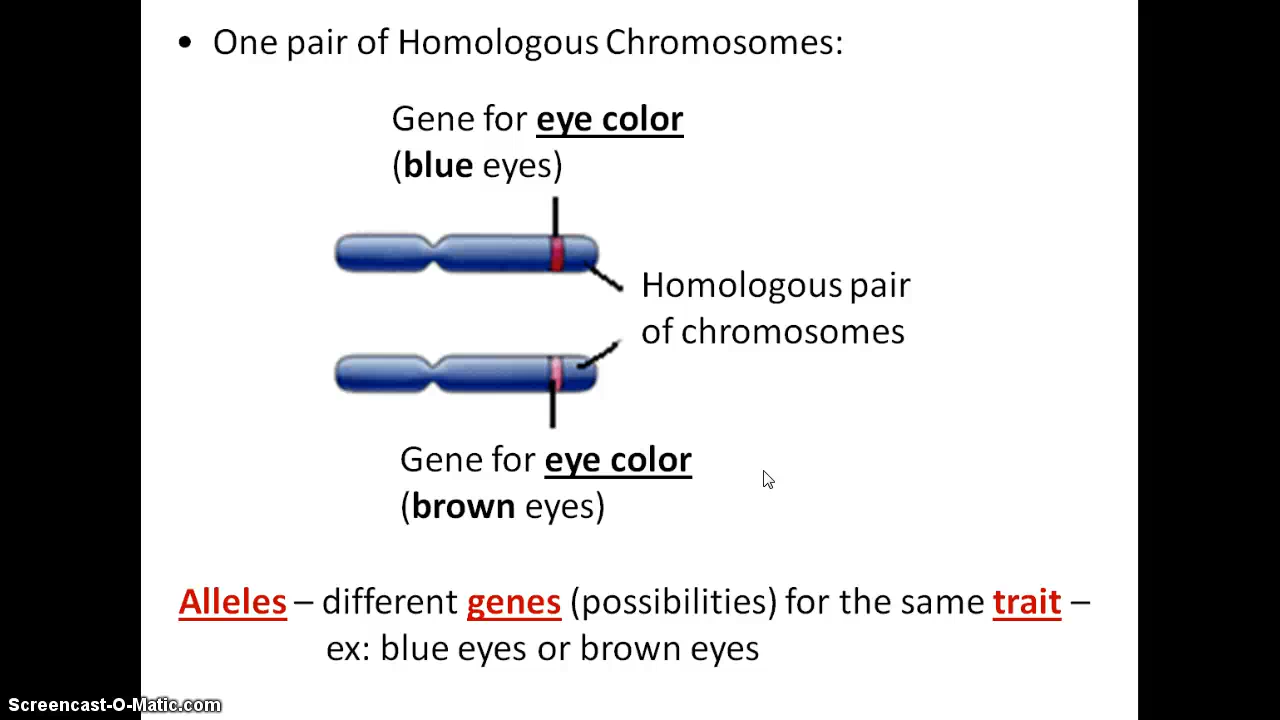 • One pair of Homologous Chromosomes:
Gene for eye color
(blue eyes)
Homologous pair
of chromosomes
Gene for eye color
(brown eyes)
Alleles – different genes (possibilities) for the same trait –
ex: blue eyes or brown eyes
Screencast-O-Matic.com